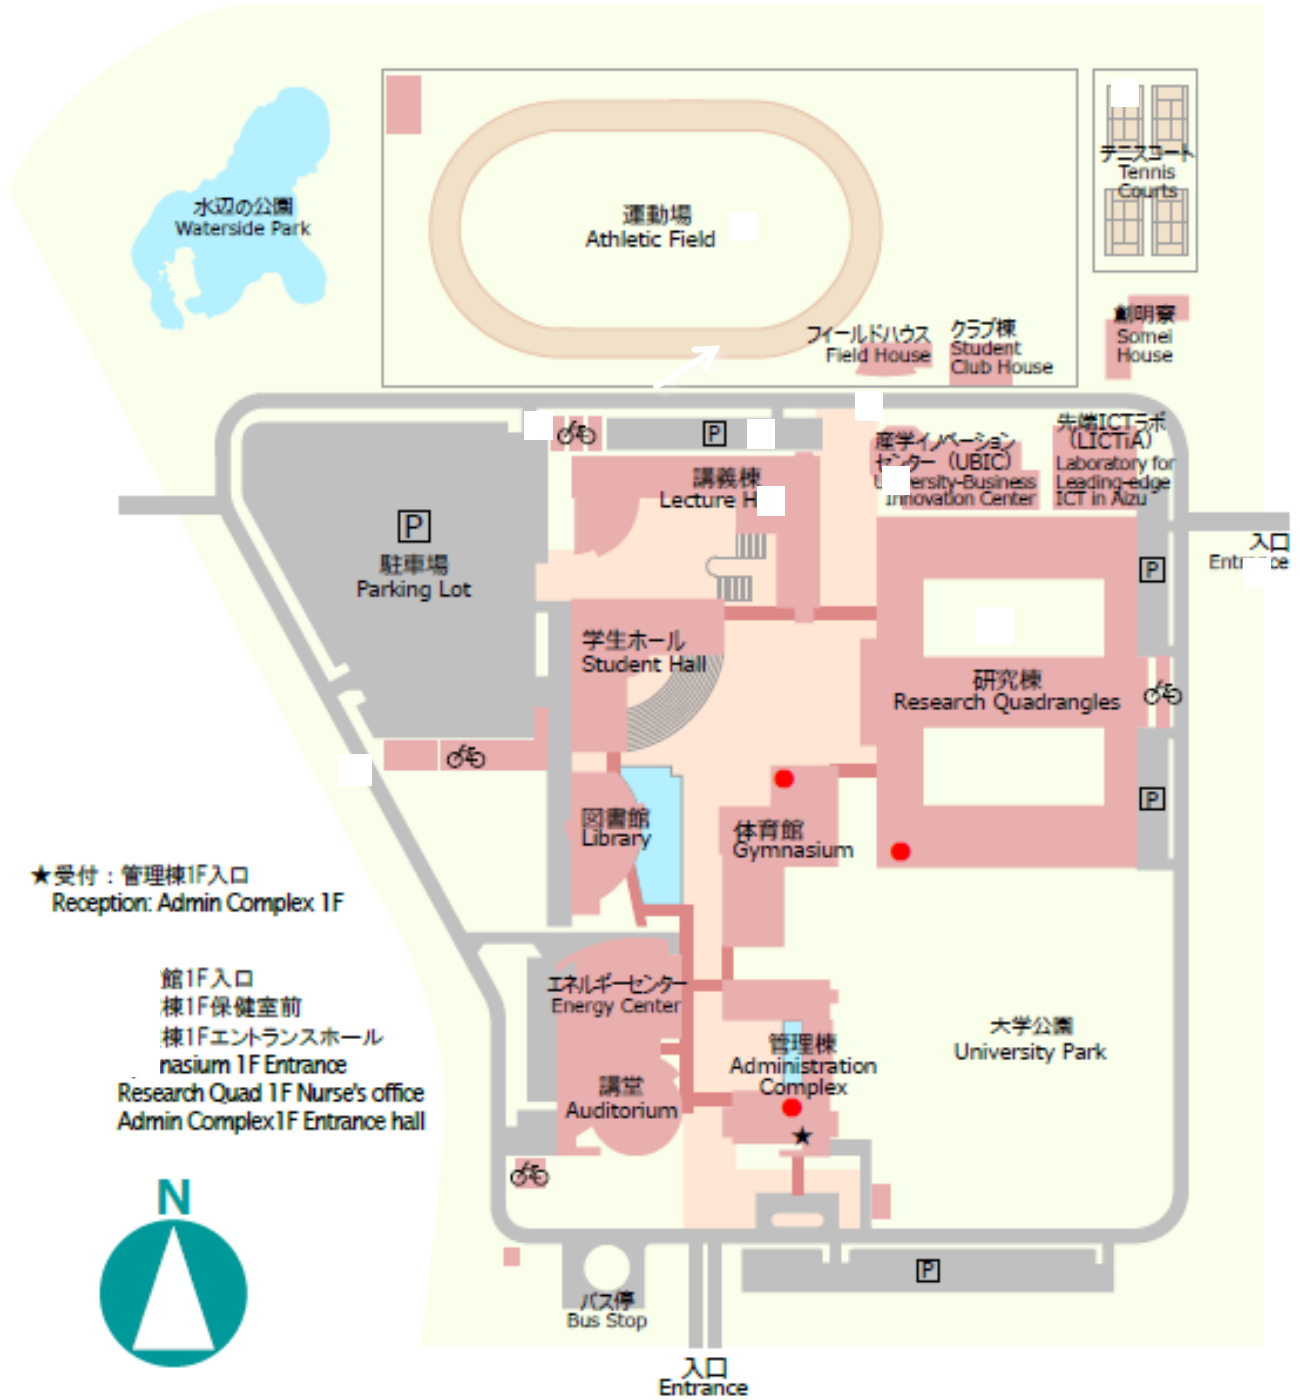 水辺の公園
Waterside Park
運動場
Athletic Field
テニスコート
Tennis
Courts
フィールドハウス
Field House
クラブ棟
Student
Club House
創明寮
Somei
House
P
講義棟
Lecture
産学イノベーション
センター（UBIC）
Business
Innovation Center
先端ICTラボ
（LICTiA）
Laboratory for
Leading-edge
ICT in Aizu
入口
P
駐車場
Parking Lot
P
学生ホール
Student Hall
研究棟
Research Quadrangles
P
図書館
Library
体育館
Gymnasium
★受付：管理棟1F入口
Reception: Admin Complex 1F
館1F入口
棟1F保健室前
棟1Fエントランスホール
nasium 1F Entrance
Research Quad 1F Nurse's office
Admin Complex1F Entrance hall
エネルギーセンター
Energy Center
管理棟
Administration
Complex
大学公園
University Park
講堂
Auditorium
★
N
P
バス停
Bus Stop
入口
Entrance